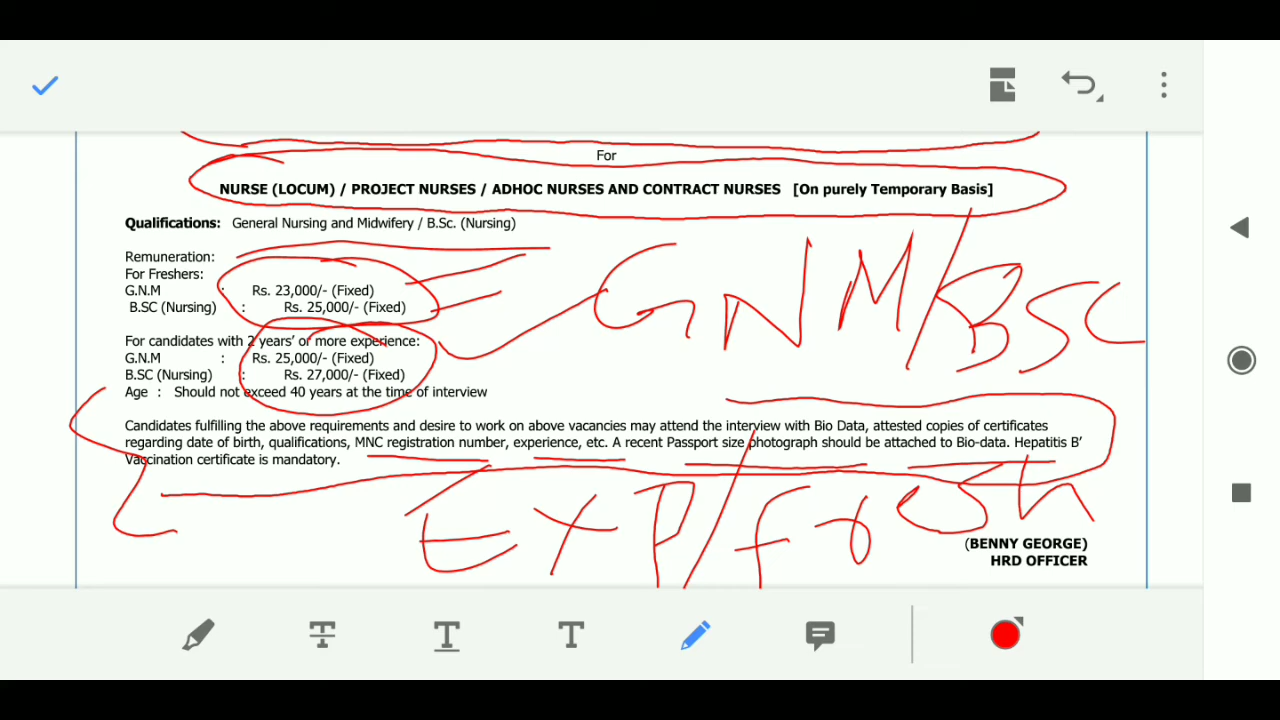 For
NURSE (LOCUM) / PROJECT NURSES / ADHOC NURSES AND CONTRACT NURSES [On purely Temporary Basis]
Qualifications: General Nursing and Midwifery / B.Sc. (Nursing)
Remuneration:
For Freshers:
G.N.M : Rs. 23,000/- (Fixed)
B.SC (Nursing) : Rs. 25,000/- (Fixed)
GNM/BSC
For candidates with 2 years' or more experience:
G.N.M : Rs. 25,000/- (Fixed)
B.SC (Nursing) : Rs. 27,000/- (Fixed)
Age : Should not exceed 40 years at the time of interview
Candidates fulfilling the above requirements and desire to work on above vacancies may attend the interview with Bio Data, attested copies of certificates
regarding date of birth, qualifications, MNC registration number, experience, etc. A recent Passport size photograph should be attached to Bio-data. Hepatitis B'
Vaccination certificate is mandatory.
EXP/fresh
(BENNY GEORGE)
HRD OFFICER
T T T